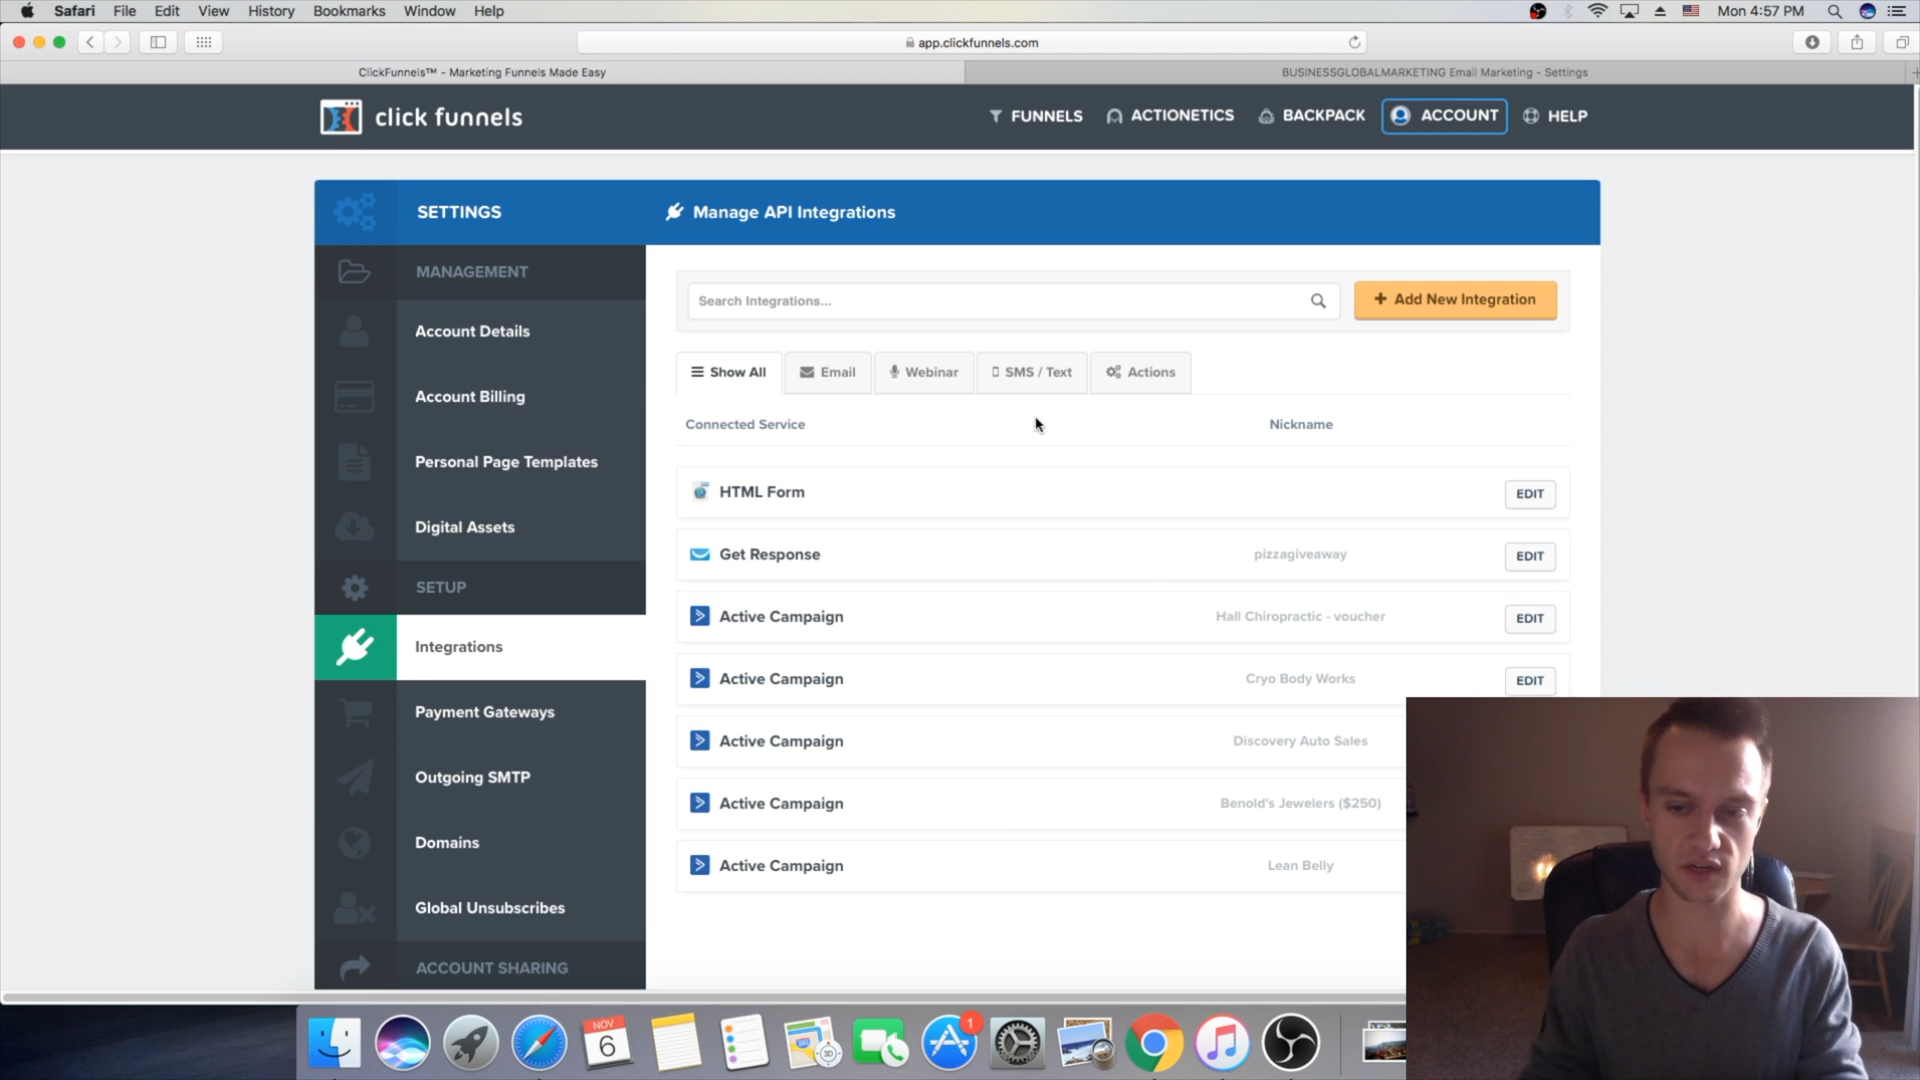 Safari File Edit View History Bookmarks Window Help
Mon 4:57 PM
app.clickfunnels.com
ClickFunnels™ - Marketing Funnels Made Easy
BUSINESSGLOBALMARKETING Email Marketing - Settings
click funnels
FUNNELS
ACTIONETICS
BACKPACK
ACCOUNT
HELP
SETTINGS
Manage API Integrations
MANAGEMENT
Account Details
Account Billing
Personal Page Templates
Digital Assets
SETUP
Integrations
Payment Gateways
Outgoing SMTP
Domains
Global Unsubscribes
ACCOUNT SHARING
Search Integrations...
+ Add New Integration
Show All
Email
Webinar
SMS / Text
Actions
Connected Service Nickname
HTML Form EDIT
Get Response pizzagiveaway EDIT
Active Campaign Hall Chiropractic - voucher EDIT
Active Campaign Cryo Body Works EDIT
Active Campaign Discovery Auto Sales
Active Campaign Benold's Jewelers ($250)
Active Campaign Lean Belly
NOV
6
3D
1